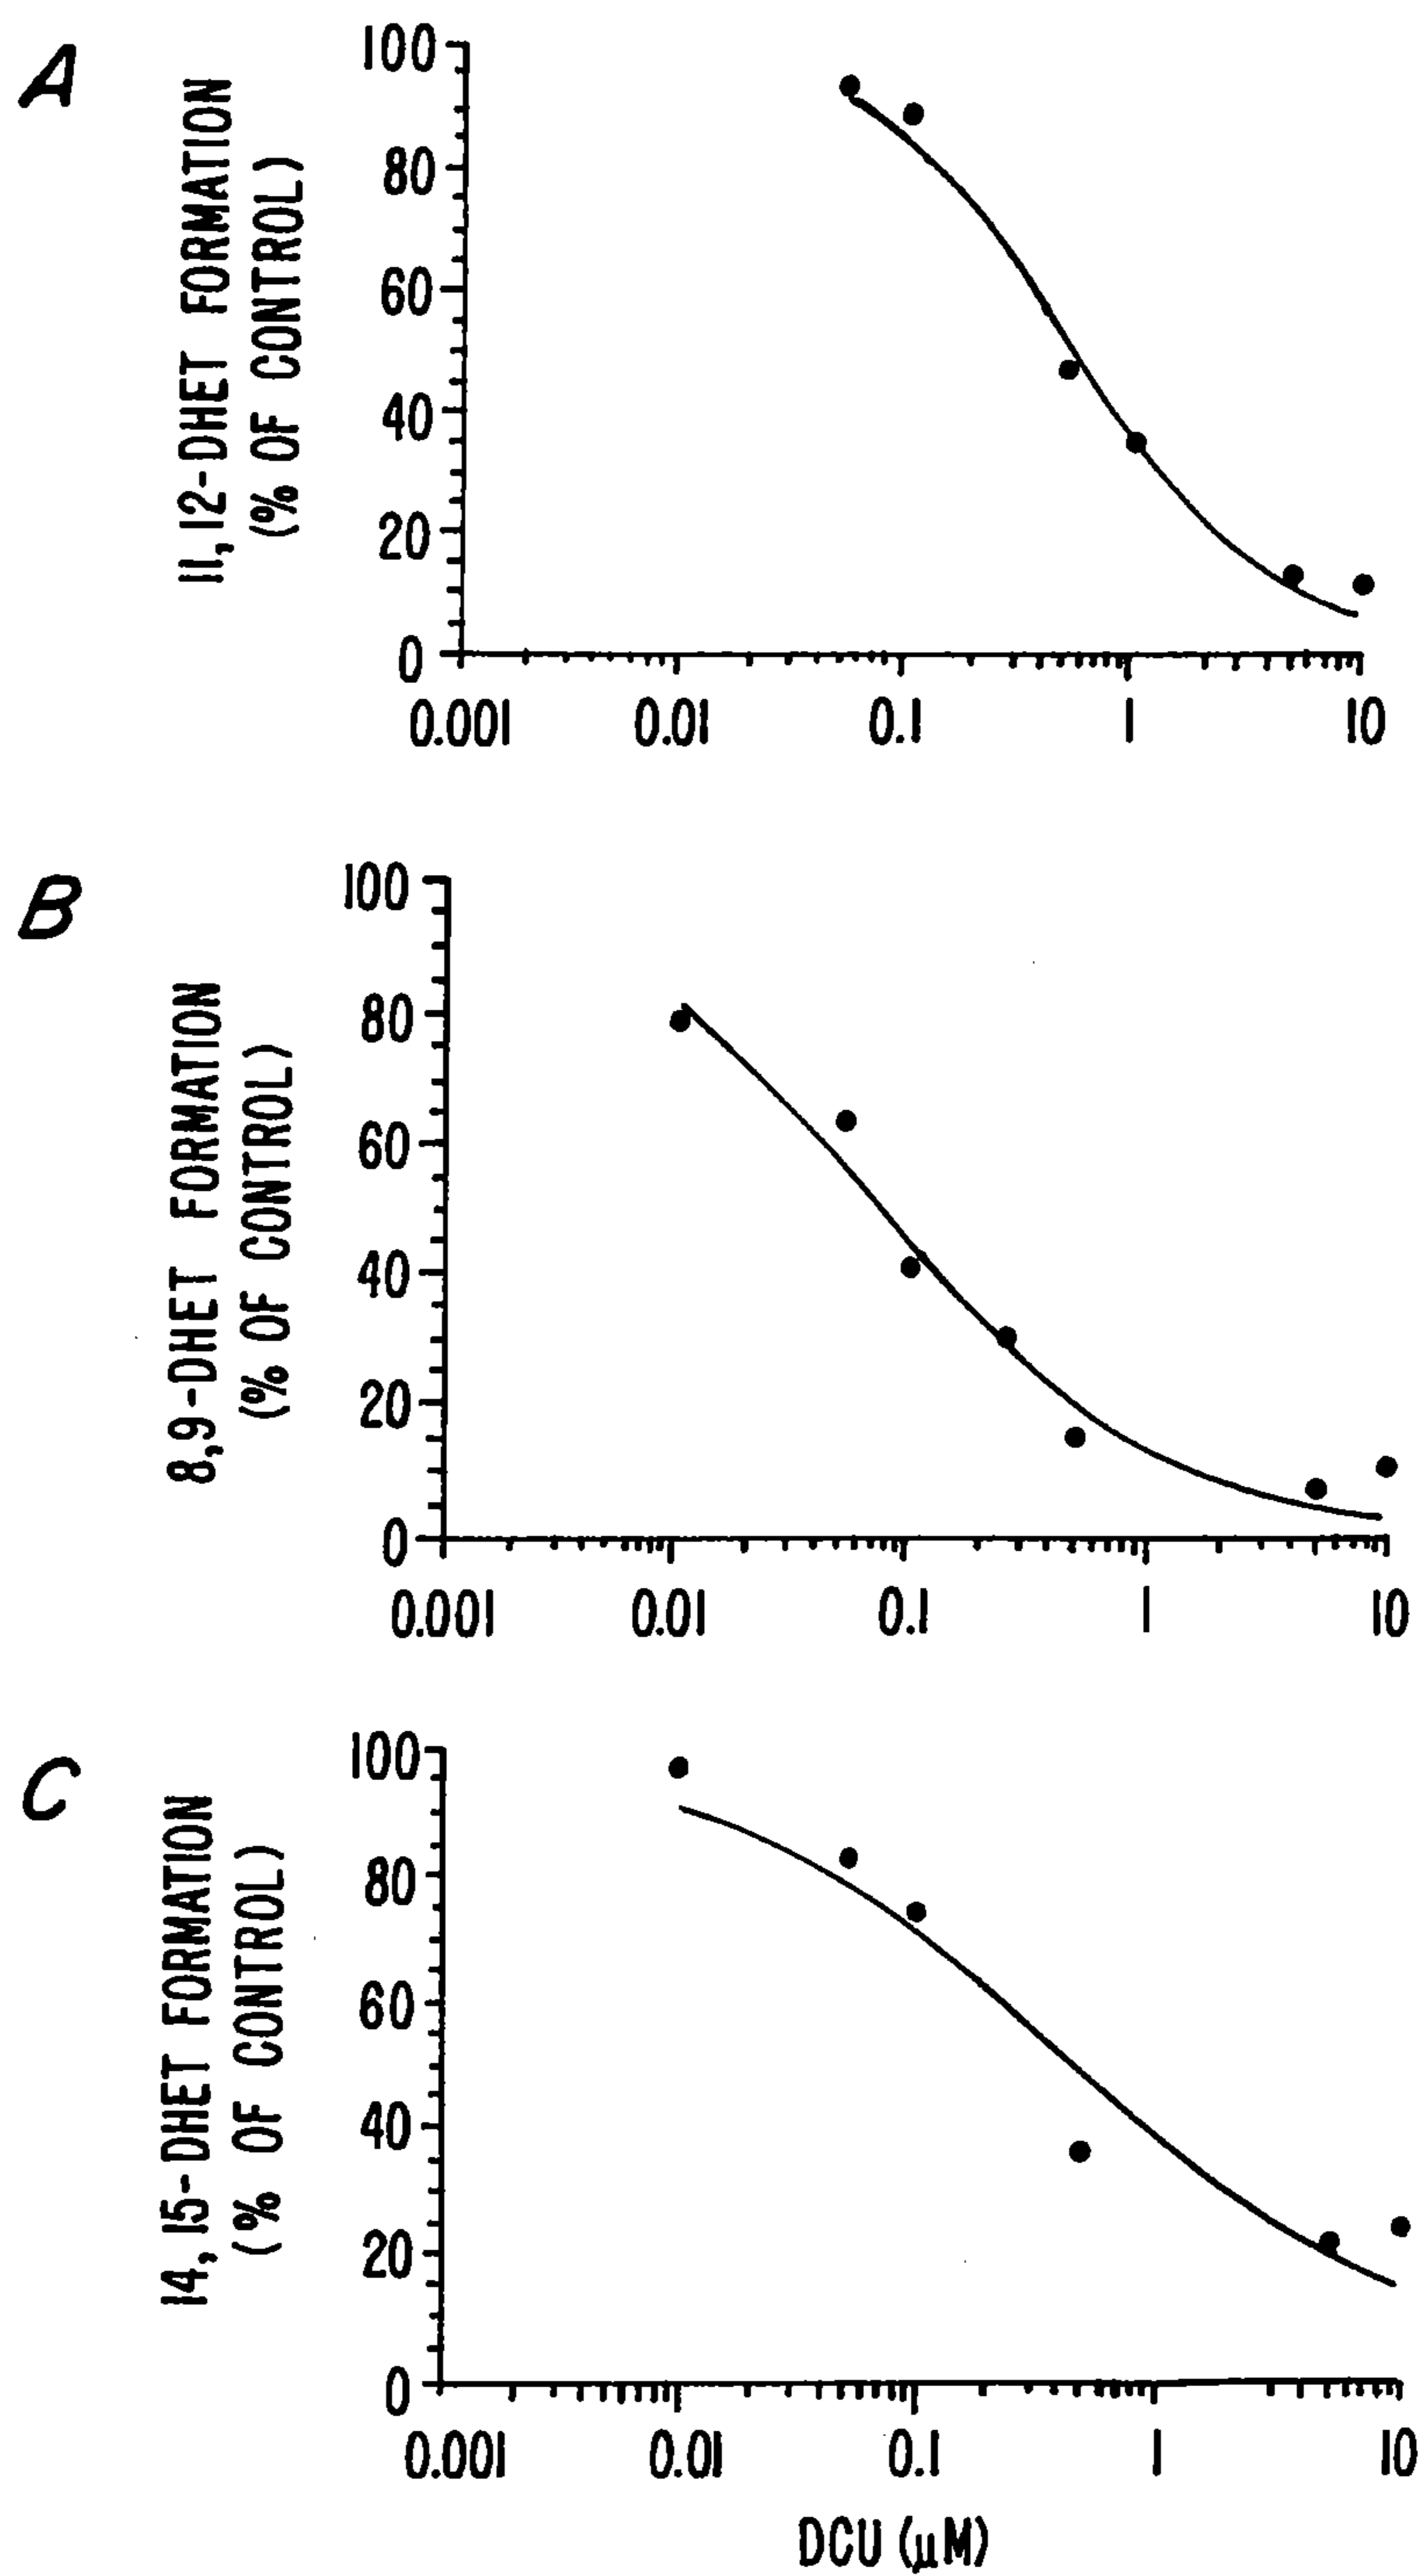 A
11,12-DHET FORMATION
(% OF CONTROL)
100
80
60
40
20
0
0.001 0.01 0.1 1 10
B
8,9-DHET FORMATION
(% OF CONTROL)
100
80
60
40
20
0
0.001 0.01 0.1 1 10
C
14,15-DHET FORMATION
(% OF CONTROL)
100
80
60
40
20
0
0.001 0.01 0.1 1 10
DCU (μM)